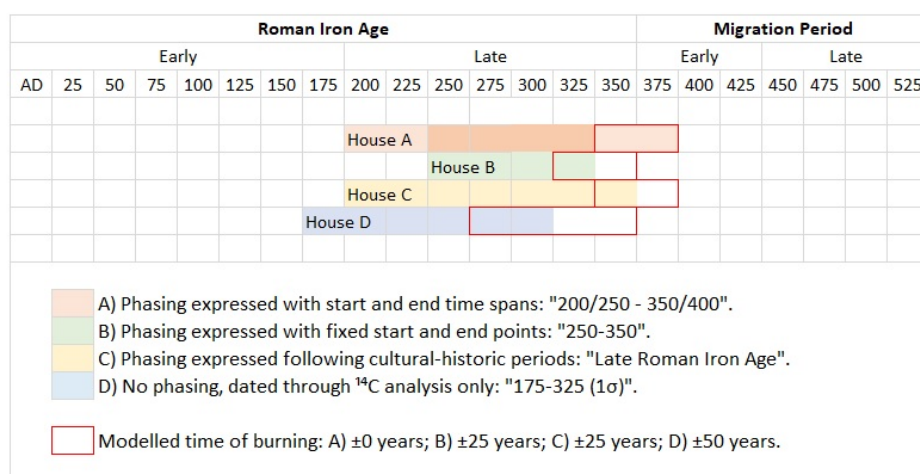 Roman Iron Age Migration Period
Early Late Early Late
AD 25 50 75 100 125 150 175 200 225 250 275 300 325 350 375 400 425 450 475 500 525
House A
House B
House C
House D
A) Phasing expressed with start and end time spans: "200/250 - 350/400".
B) Phasing expressed with fixed start and end points: "250-350".
C) Phasing expressed following cultural-historic periods: "Late Roman Iron Age".
D) No phasing, dated through ¹⁴C analysis only: "175-325 (1σ)".
Modelled time of burning: A) ±0 years; B) ±25 years; C) ±25 years; D) ±50 years.